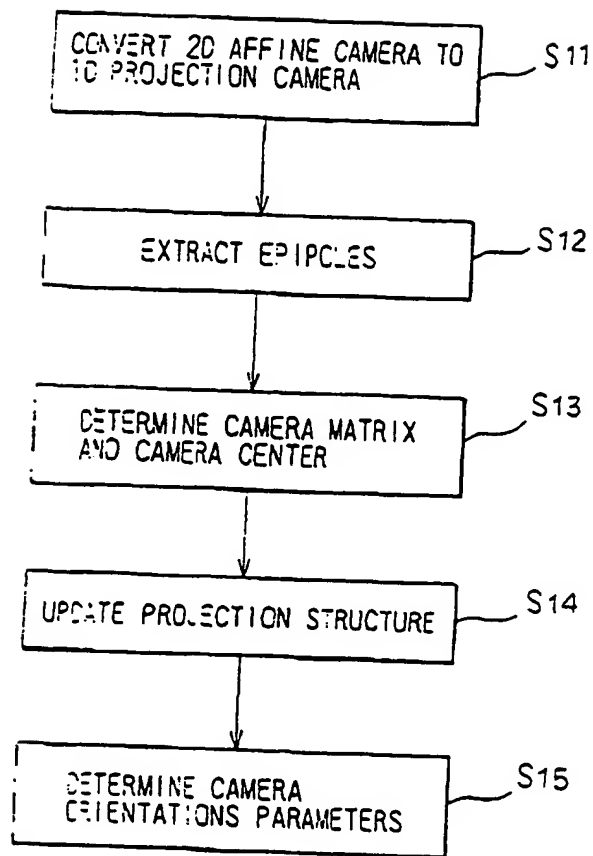 CONVERT 2D AFFINE CAMERA TO
1D PROJECTION CAMERA
S11
EXTRACT EPIPOLES
S12
DETERMINE CAMERA MATRIX
AND CAMERA CENTER
S13
UPDATE PROJECTION STRUCTURE
S14
DETERMINE CAMERA
ORIENTATIONS PARAMETERS
S15